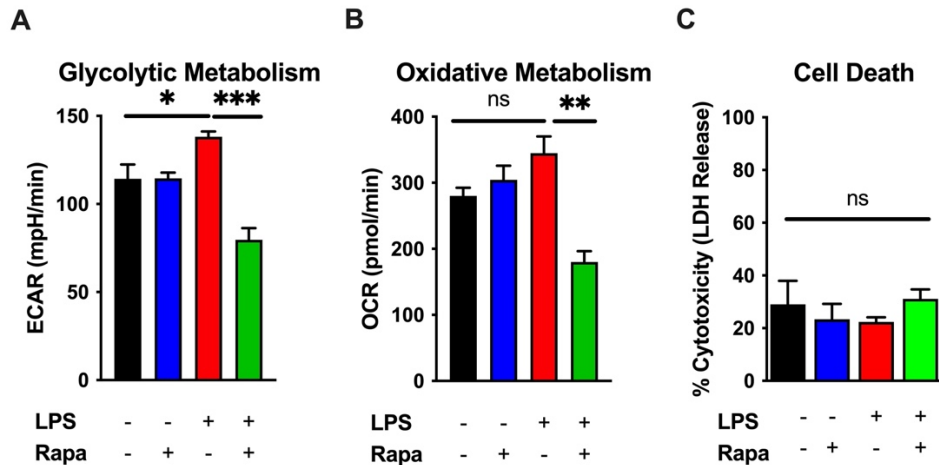 A
Glycolytic Metabolism
* ***
150
100
50
0
ECAR (mpH/min)
LPS - - + +
Rapa - + - +
B
Oxidative Metabolism
ns **
400
300
200
100
0
OCR (pmol/min)
LPS - - + +
Rapa - + - +
C
Cell Death
ns
100
80
60
40
20
0
% Cytotoxicity (LDH Release)
LPS - - + +
Rapa - + - +